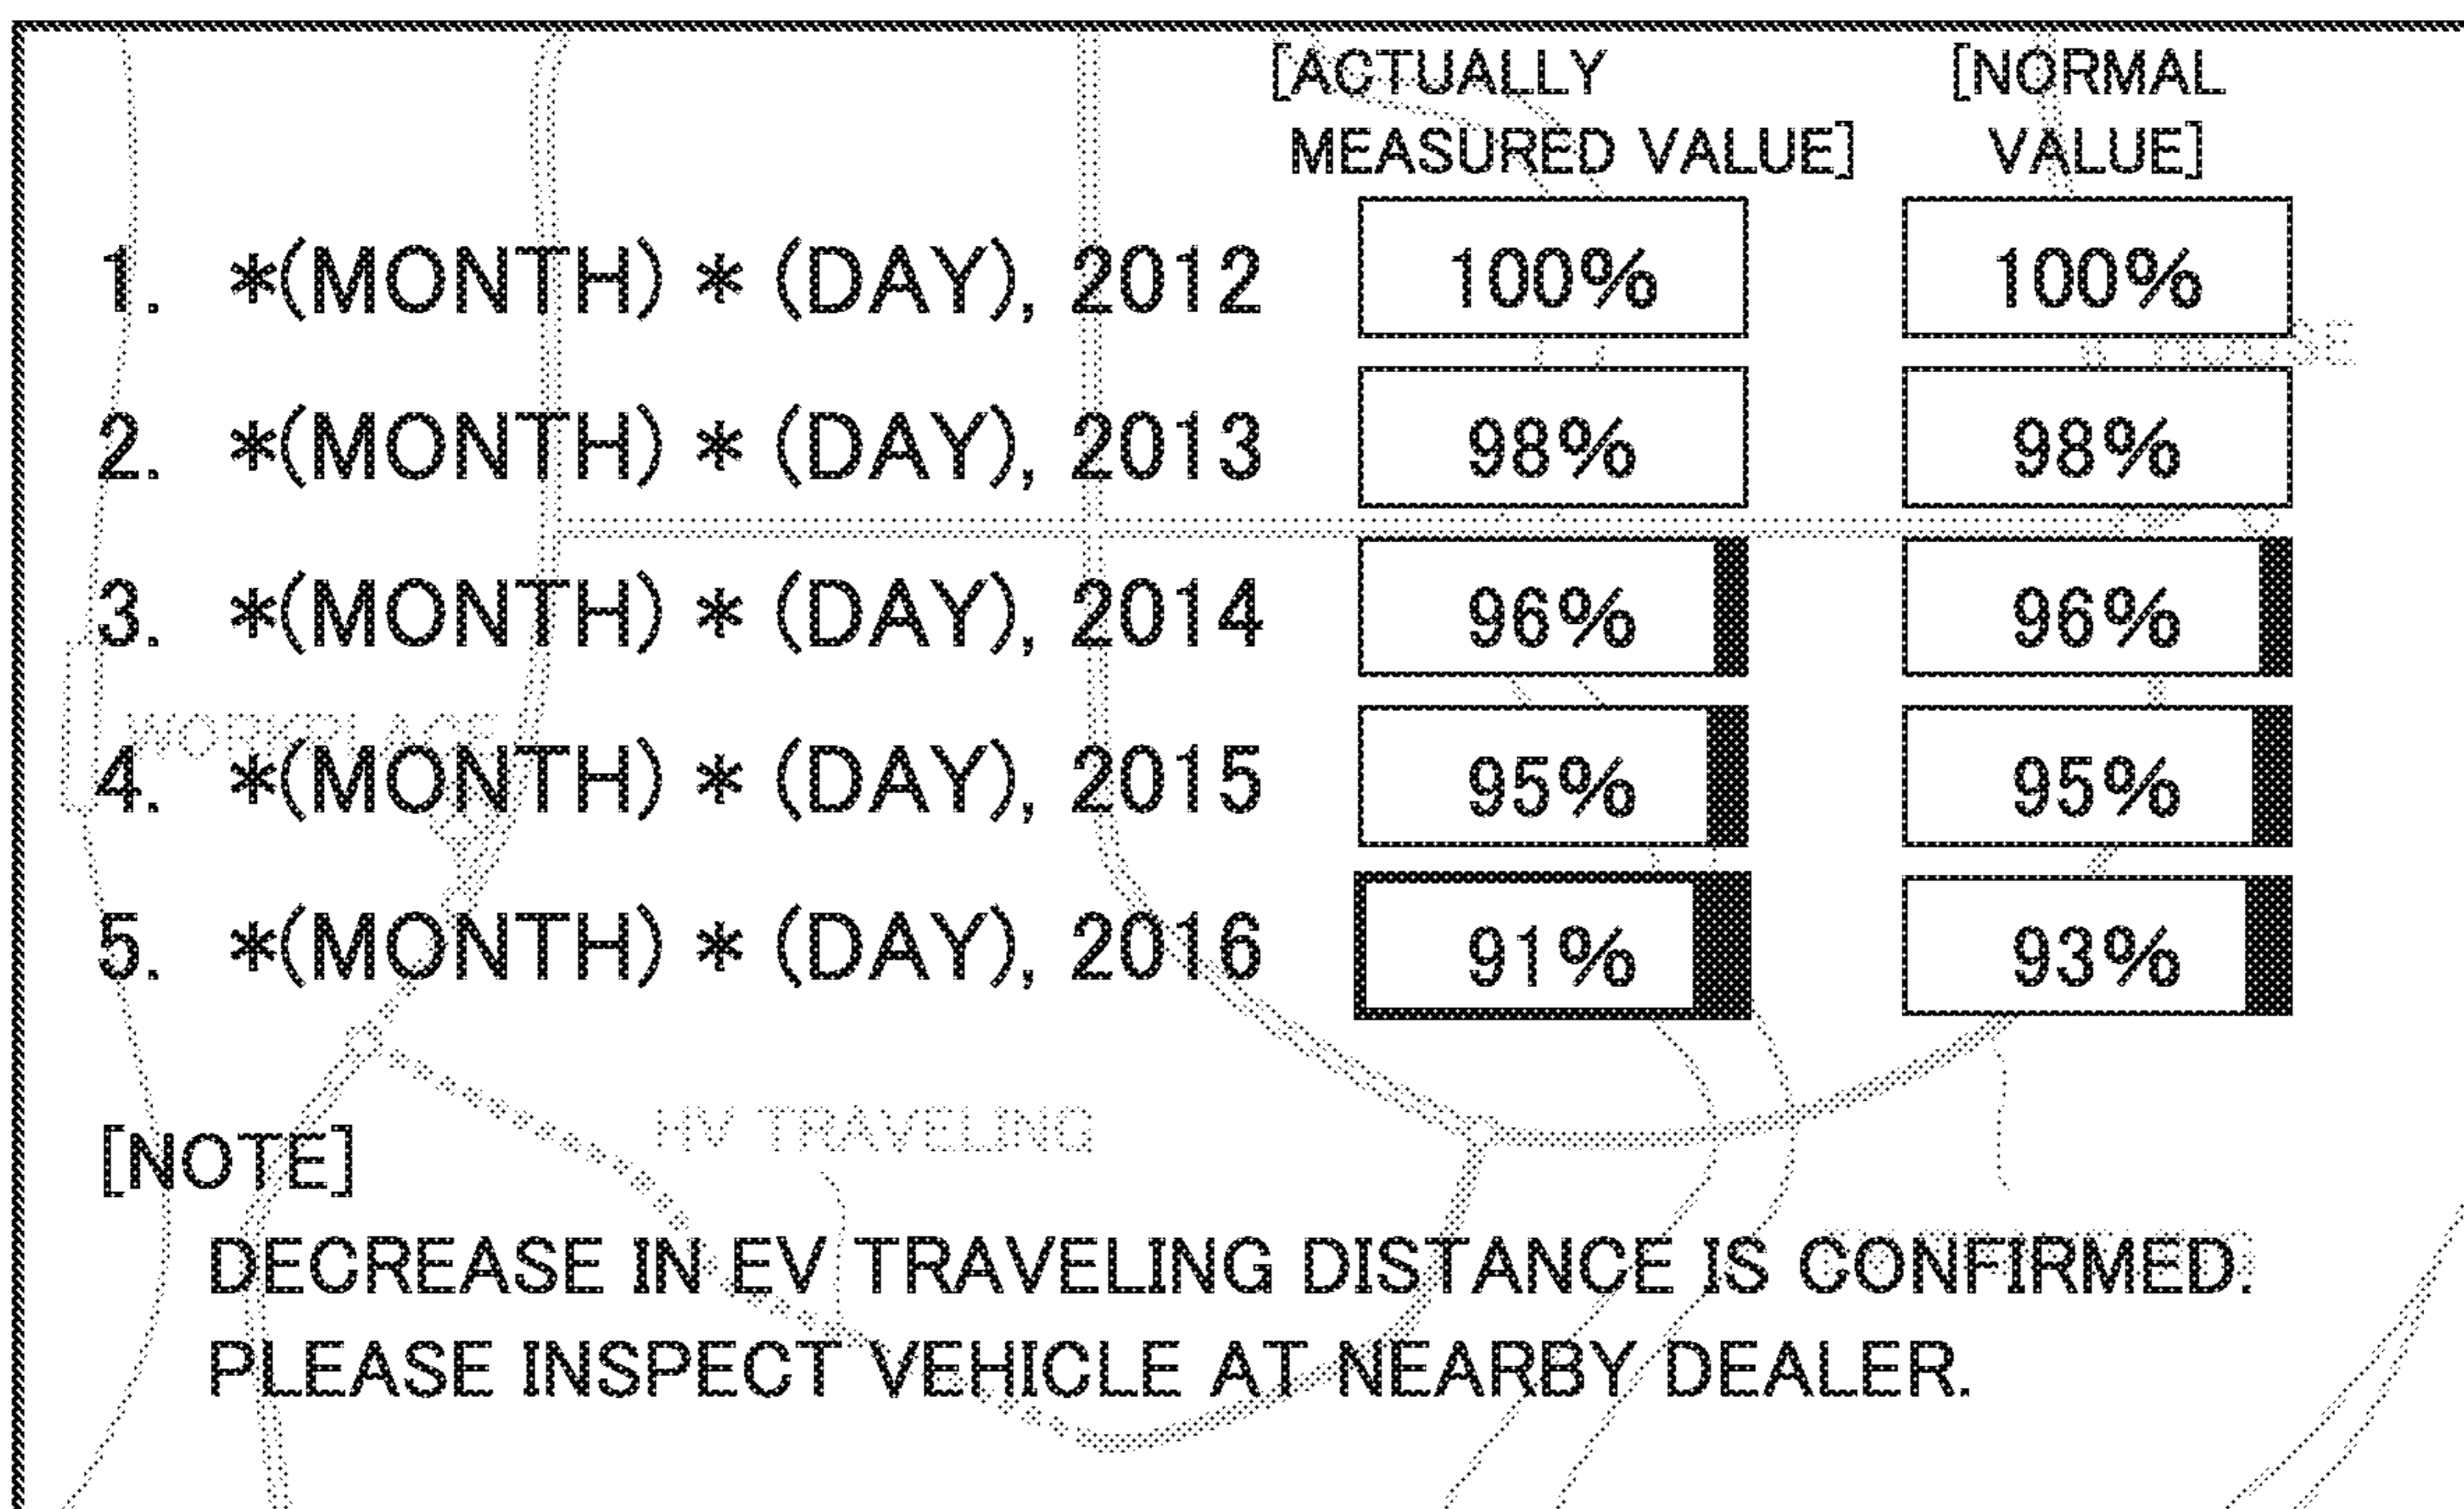 [ACTUALLY MEASURED VALUE] [NORMAL VALUE]
1. *(MONTH) * (DAY), 2012 100% 100%
HOUSE
2. *(MONTH) * (DAY), 2013 98% 98%
3. *(MONTH) * (DAY), 2014 96% 96%
WORKPLACE
4. *(MONTH) * (DAY), 2015 95% 95%
5. *(MONTH) * (DAY), 2016 91% 93%
HV TRAVELING
[NOTE]
DECREASE IN EV TRAVELING DISTANCE IS CONFIRMED.
PLEASE INSPECT VEHICLE AT NEARBY DEALER.